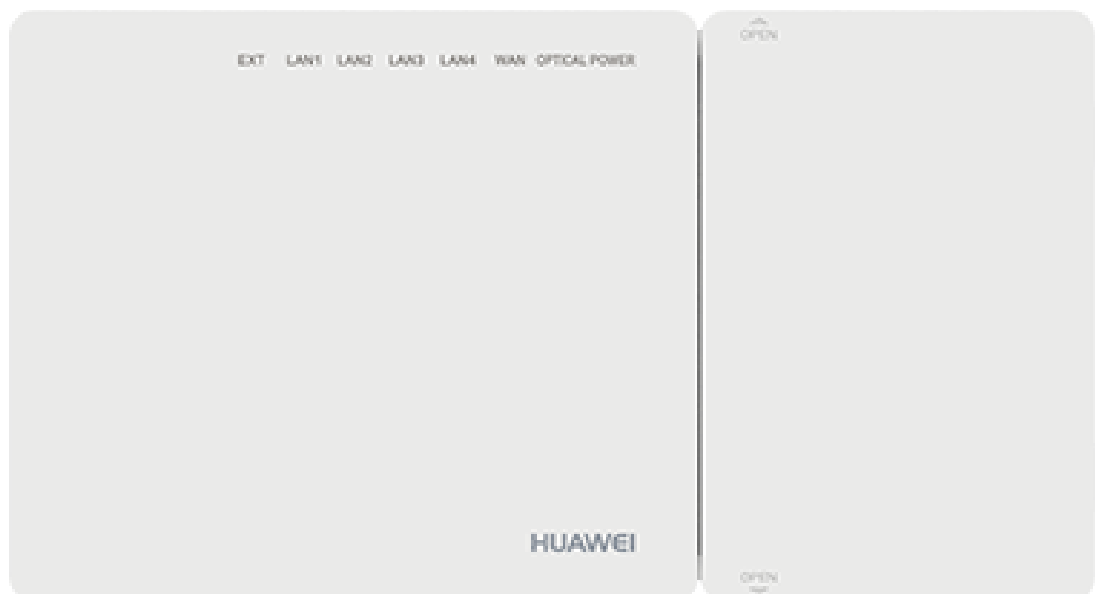 OPEN
EXT LAN1 LAN2 LAN3 LAN4 WAN OPTICAL POWER
HUAWEI
OPEN